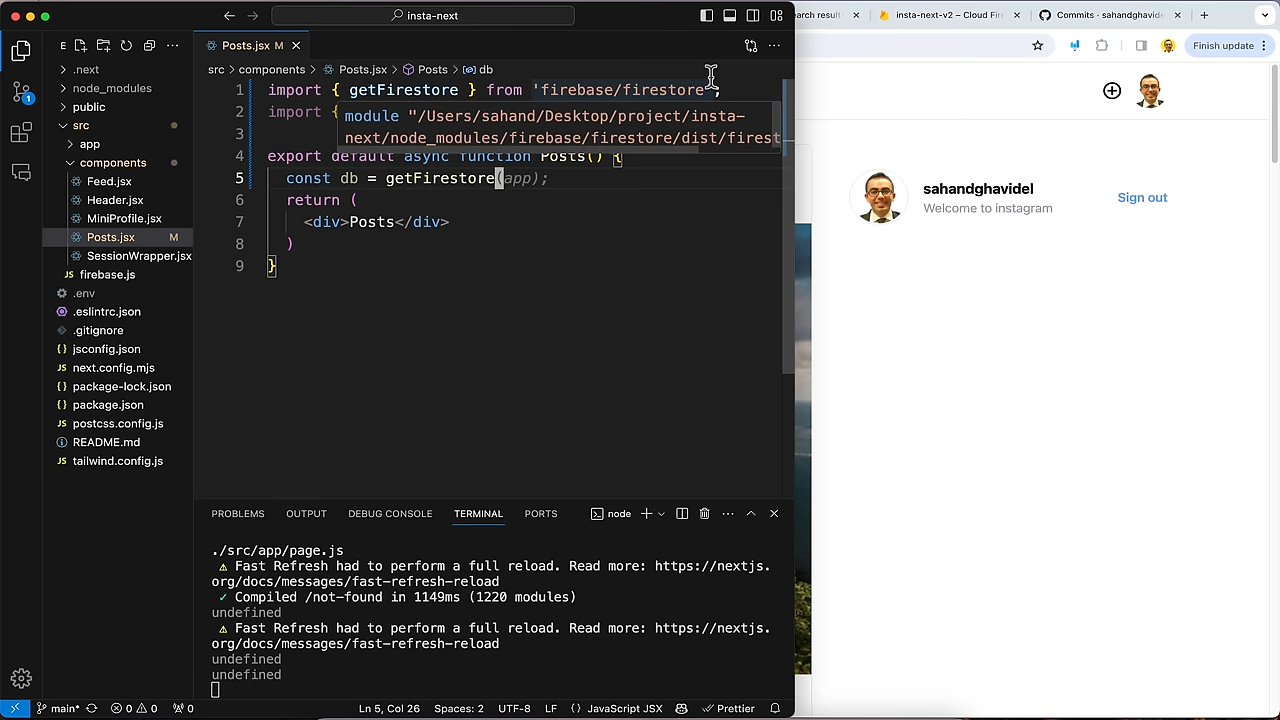 insta-next
earch result
insta-next-v2 – Cloud Fire
Commits · sahandghavide
Finish update
E
Posts.jsx M
.next
node_modules
public
src
app
components
Feed.jsx
Header.jsx
MiniProfile.jsx
Posts.jsx M
SessionWrapper.jsx
firebase.js
.env
.eslintrc.json
.gitignore
jsconfig.json
next.config.mjs
package-lock.json
package.json
postcss.config.js
README.md
tailwind.config.js
1
src > components > Posts.jsx > Posts > db
1 import { getFirestore } from 'firebase/firestore';
2 import {
module "/Users/sahand/Desktop/project/insta-
3
next/node_modules/firebase/firestore/dist/firest
4 export default async function Posts() {
5 const db = getFirestore(app);
6 return (
7 <div>Posts</div>
8 )
9 }
PROBLEMS OUTPUT DEBUG CONSOLE TERMINAL PORTS node
./src/app/page.js
⚠ Fast Refresh had to perform a full reload. Read more: https://nextjs.
org/docs/messages/fast-refresh-reload
✓ Compiled /not-found in 1149ms (1220 modules)
undefined
⚠ Fast Refresh had to perform a full reload. Read more: https://nextjs.
org/docs/messages/fast-refresh-reload
undefined
undefined
main* 0 0 0 Ln 5, Col 26 Spaces: 2 UTF-8 LF {} JavaScript JSX Prettier
sahandghavidel
Welcome to instagram
Sign out